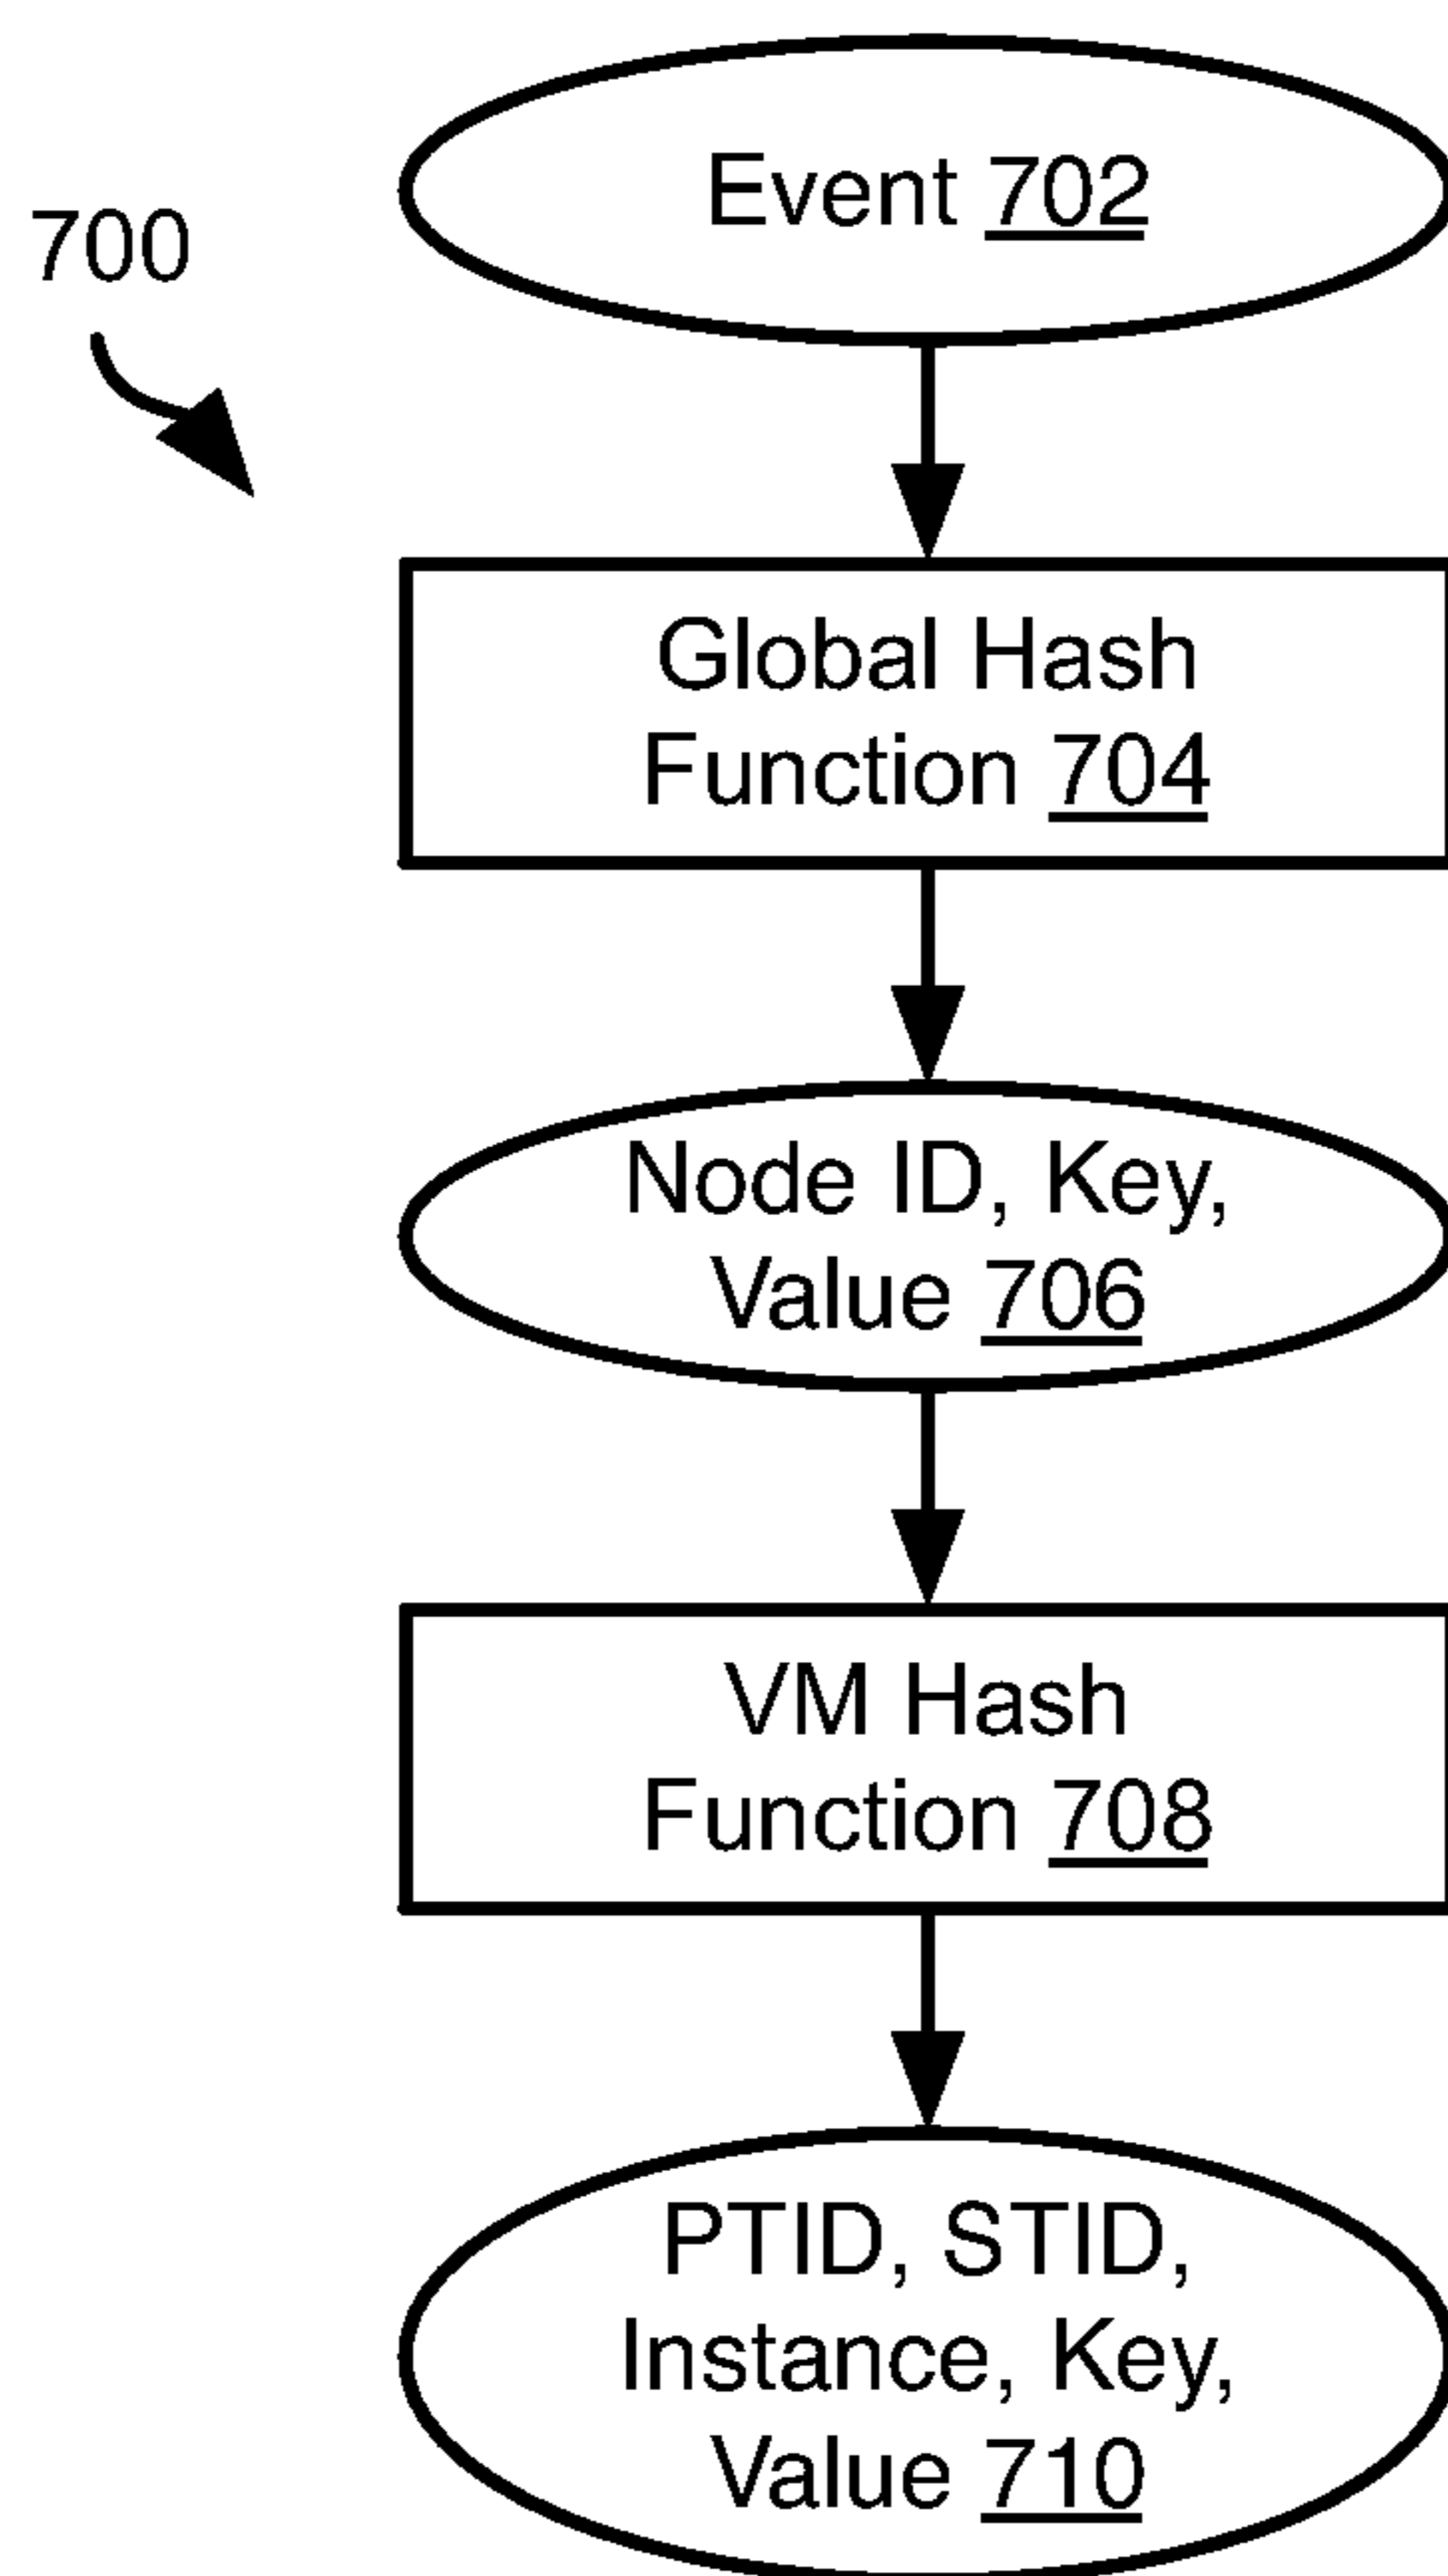 Event 702
700
Global Hash
Function 704
Node ID, Key,
Value 706
VM Hash
Function 708
PTID, STID,
Instance, Key,
Value 710